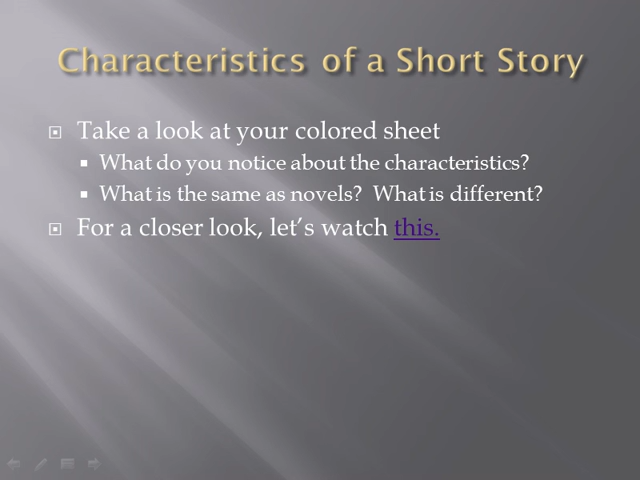 Characteristics of a Short Story
Take a look at your colored sheet
What do you notice about the characteristics?
What is the same as novels?  What is different?
For a closer look, let’s watch this.